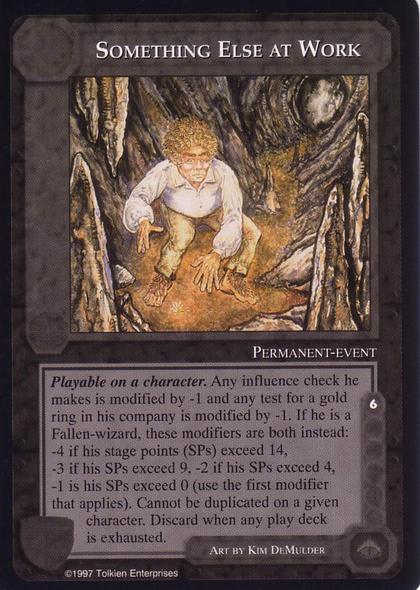 SOMETHING ELSE AT WORK
PERMANENT-EVENT
Playable on a character. Any influence check he
makes is modified by -1 and any test for a gold
ring in his company is modified by -1. If he is a
Fallen-wizard, these modifiers are both instead:
-4 if his stage points (SPs) exceed 14,
-3 if his SPs exceed 9, -2 if his SPs exceed 4,
-1 is his SPs exceed 0 (use the first modifier
that applies). Cannot be duplicated on a given
character. Discard when any play deck
is exhausted.
6
ART BY KIM DEMULDER
©1997 Tolkien Enterprises